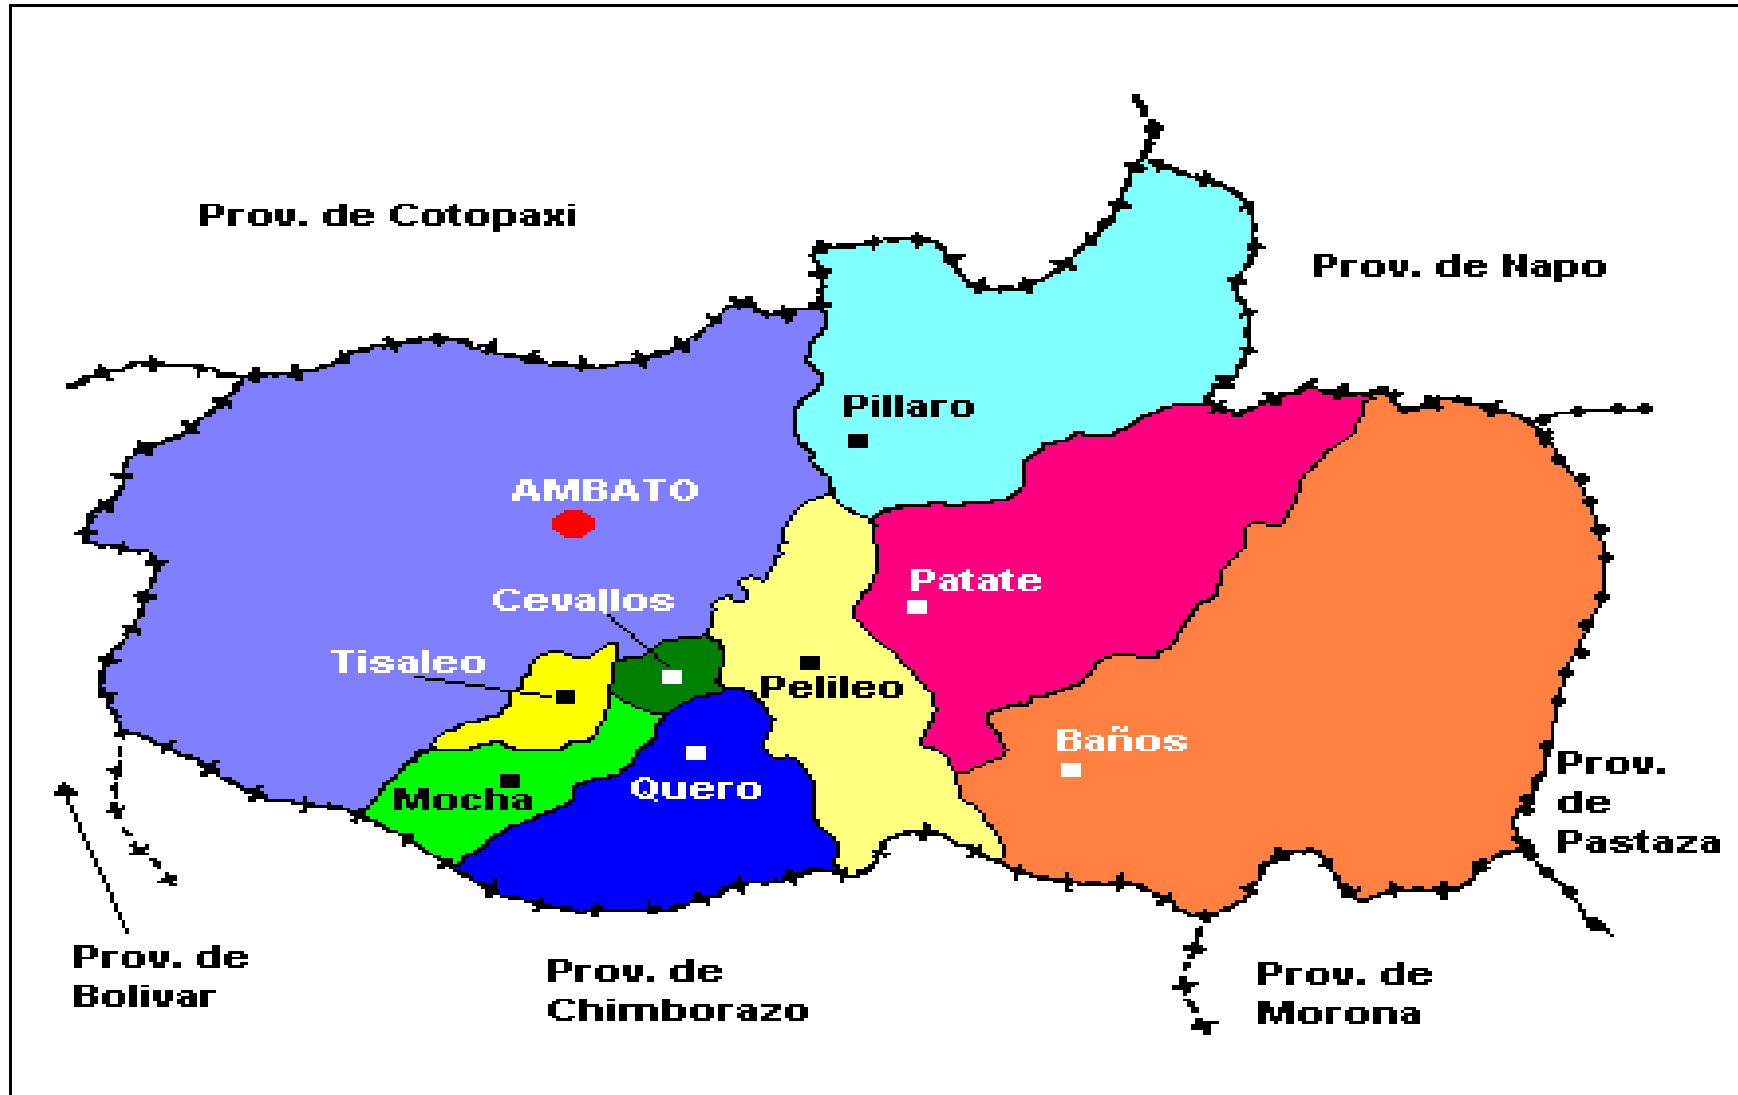 Prov. de Cotopaxi
Prov. de Napo
Pillaro
AMBATO
Patate
Cevallos
Tisaleo
Pelileo
Baños
Prov.
de
Pastaza
Quero
Mocha
Prov. de
Bolivar
Prov. de
Chimborazo
Prov. de
Morona